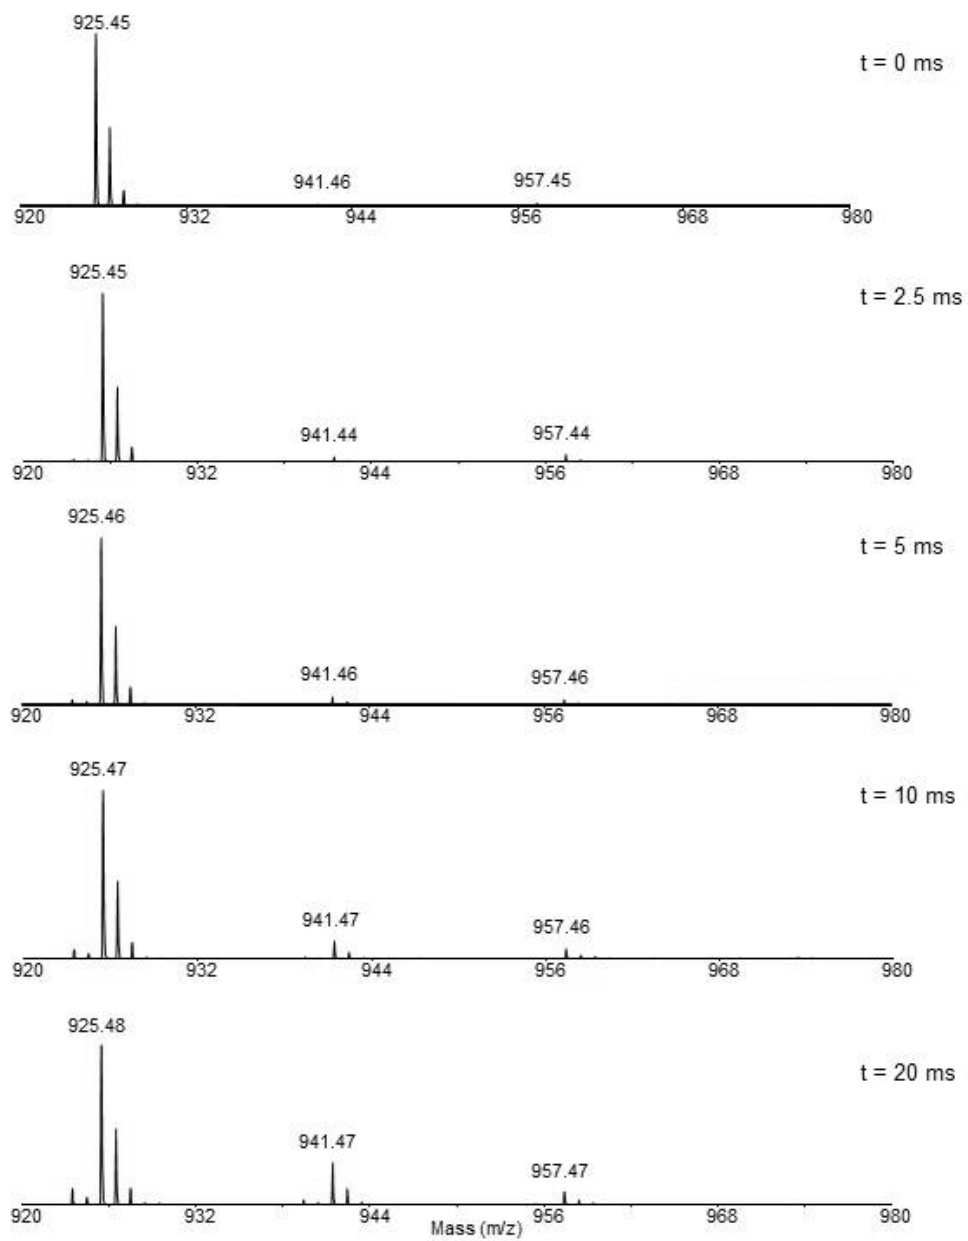 925.45
t = 0 ms
941.46 957.45
920 932 944 956 968 980
925.45
t = 2.5 ms
941.44 957.44
920 932 944 956 968 980
925.46
t = 5 ms
941.46 957.46
920 932 944 956 968 980
925.47
t = 10 ms
941.47 957.46
920 932 944 956 968 980
925.48
t = 20 ms
941.47
957.47
920 932 944 956 968 980
Mass (m/z)